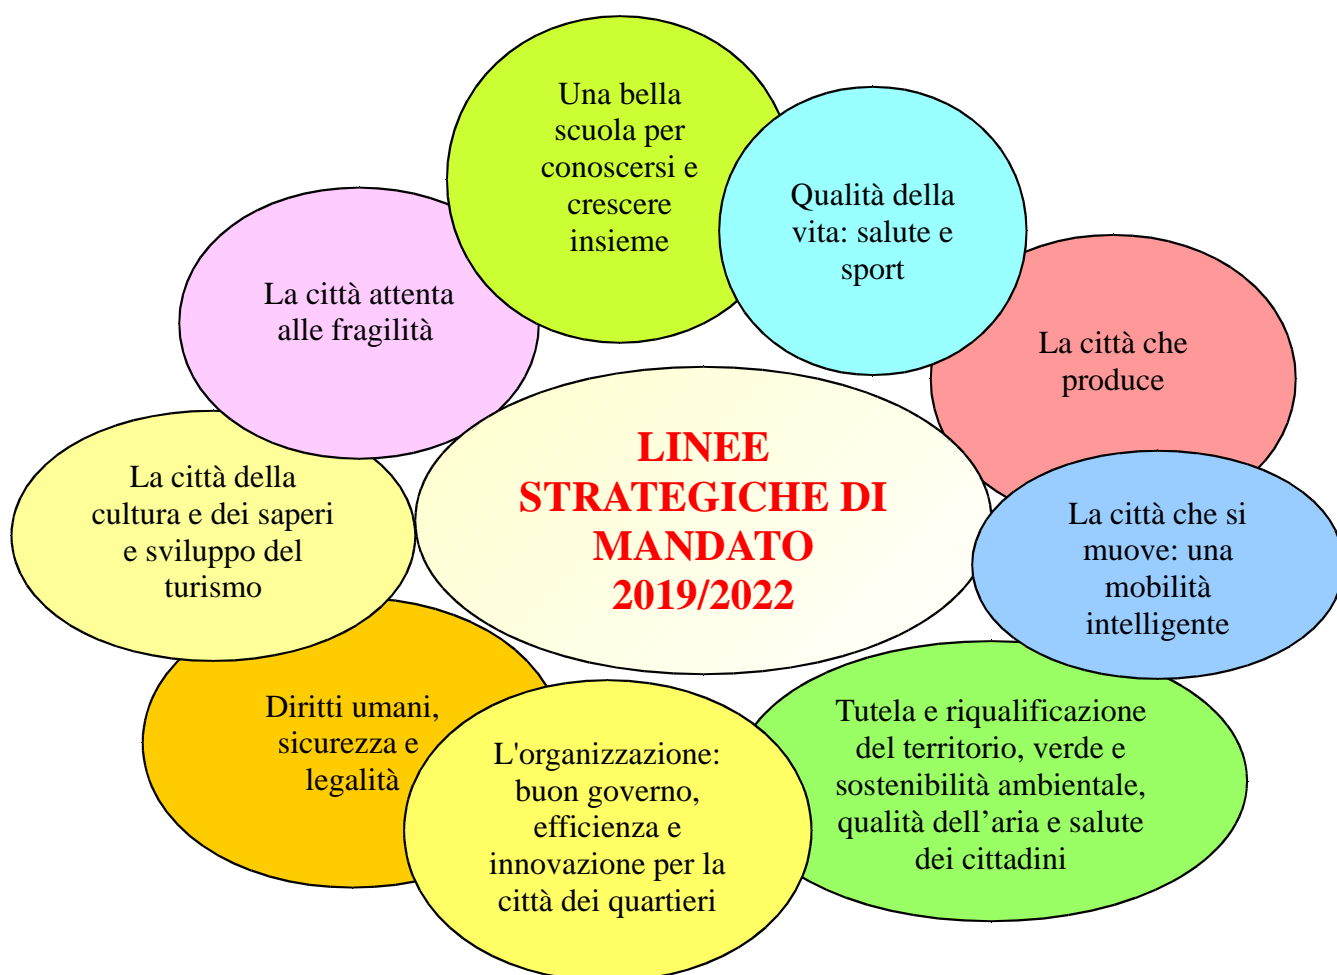 Una bella
scuola per
conoscersi e
crescere
insieme
Qualità della
vita: salute e
sport
La città attenta
alle fragilità
La città che
produce
LINEE
STRATEGICHE DI
MANDATO
2019/2022
La città della
cultura e dei saperi
e sviluppo del
turismo
La città che si
muove: una
mobilità
intelligente
Diritti umani,
sicurezza e
legalità
L'organizzazione:
buon governo,
efficienza e
innovazione per la
città dei quartieri
Tutela e riqualificazione
del territorio, verde e
sostenibilità ambientale,
qualità dell’aria e salute
dei cittadini